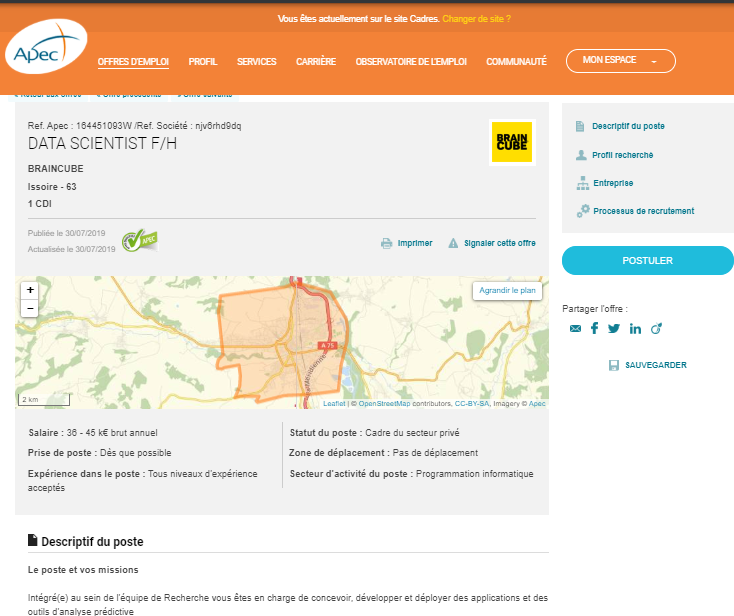 Vous êtes actuellement sur le site Cadres. Changer de site ?
Apec
OFFRES D'EMPLOI PROFIL SERVICES CARRIÈRE OBSERVATOIRE DE L'EMPLOI COMMUNAUTÉ MON ESPACE
Ref. Apec : 164451093W /Ref. Société : njv6rhd9dq
DATA SCIENTIST F/H
BRAINCUBE
Issoire - 63
1 CDI
BRAIN
CUBE
Publiée le 30/07/2019
Actualisée le 30/07/2019
APEC
Imprimer Signaler cette offre
+
−
Agrandir le plan
A 75
2 km
Leaflet | © OpenStreetMap contributors, CC-BY-SA, Imagery © Apec
Salaire : 36 - 45 k€ brut annuel
Prise de poste : Dès que possible
Expérience dans le poste : Tous niveaux d'expérience
acceptés
Statut du poste : Cadre du secteur privé
Zone de déplacement : Pas de déplacement
Secteur d'activité du poste : Programmation informatique
Descriptif du poste
Le poste et vos missions
Intégré(e) au sein de l'équipe de Recherche vous êtes en charge de concevoir, développer et déployer des applications et des
outils d'analyse prédictive
Descriptif du poste
Profil recherché
Entreprise
Processus de recrutement
POSTULER
Partager l'offre :
SAUVEGARDER